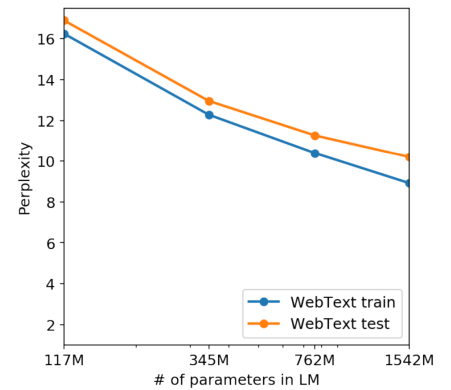 16
14
12
10
8
6
4
2
Perplexity
WebText train
WebText test
117M 345M 762M 1542M
# of parameters in LM